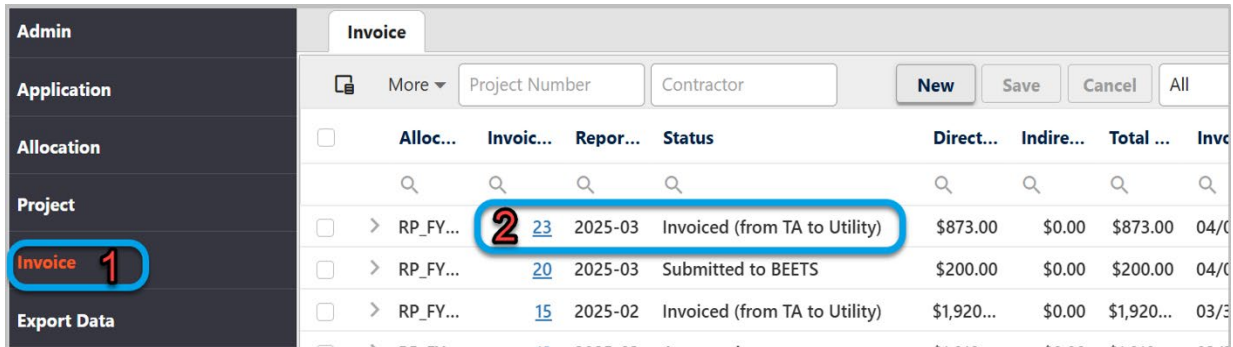 Admin
Application
Allocation
Project
Invoice 1
Export Data
Invoice
More Project Number Contractor New Save Cancel All
Alloc... Invoic... Repor... Status Direct... Indire... Total ... Invo
RP_FY... 2 23 2025-03 Invoiced (from TA to Utility) $873.00 $0.00 $873.00 04/0
RP_FY... 20 2025-03 Submitted to BEETS $200.00 $0.00 $200.00 04/0
RP_FY... 15 2025-02 Invoiced (from TA to Utility) $1,920... $0.00 $1,920... 03/3